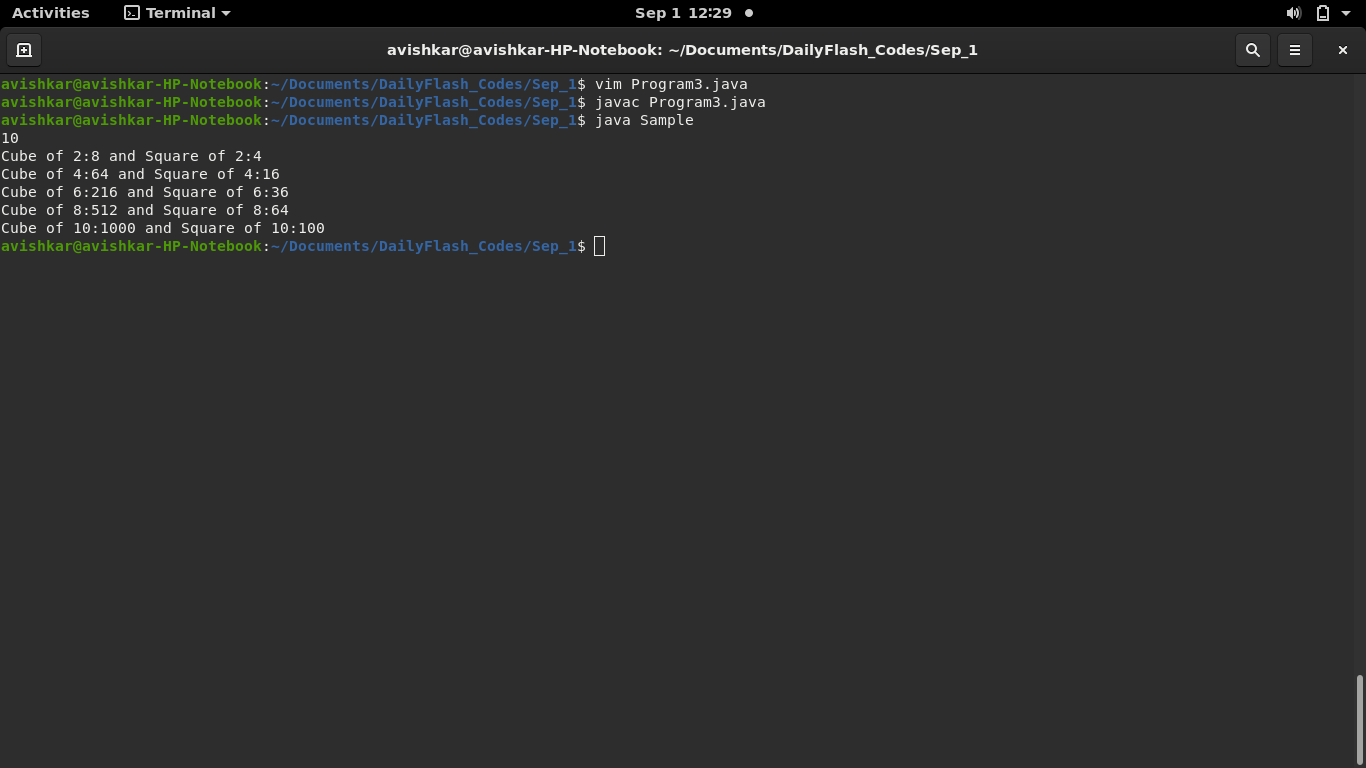 Activities Terminal Sep 1 12:29
avishkar@avishkar-HP-Notebook: ~/Documents/DailyFlash_Codes/Sep_1
avishkar@avishkar-HP-Notebook:~/Documents/DailyFlash_Codes/Sep_1$ vim Program3.java
avishkar@avishkar-HP-Notebook:~/Documents/DailyFlash_Codes/Sep_1$ javac Program3.java
avishkar@avishkar-HP-Notebook:~/Documents/DailyFlash_Codes/Sep_1$ java Sample
10
Cube of 2:8 and Square of 2:4
Cube of 4:64 and Square of 4:16
Cube of 6:216 and Square of 6:36
Cube of 8:512 and Square of 8:64
Cube of 10:1000 and Square of 10:100
avishkar@avishkar-HP-Notebook:~/Documents/DailyFlash_Codes/Sep_1$